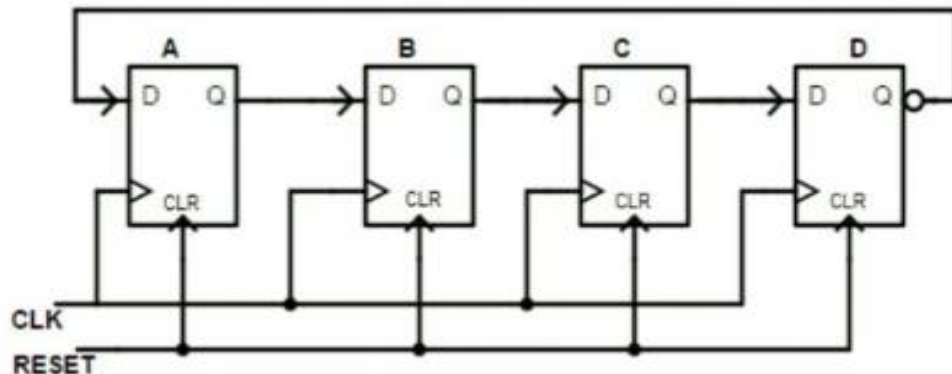 A B C D
D Q D Q D Q D Q
CLR CLR CLR CLR
CLK
RESET